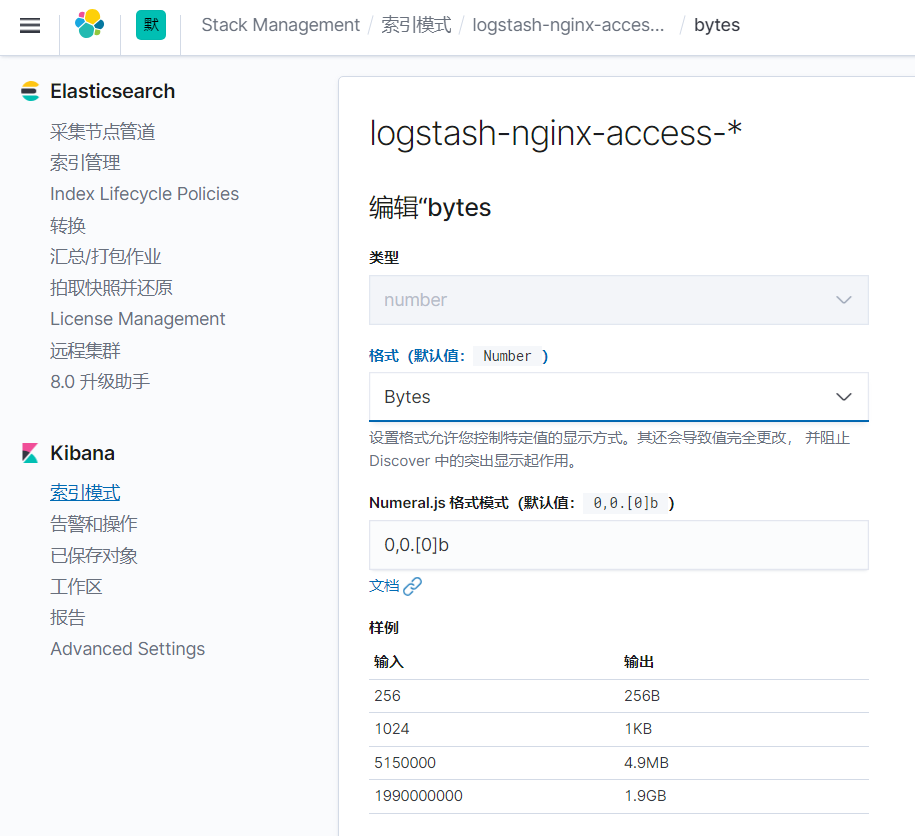 默 Stack Management / 索引模式 / logstash-nginx-acces... / bytes
Elasticsearch
采集节点管道
索引管理
Index Lifecycle Policies
转换
汇总/打包作业
拍取快照并还原
License Management
远程集群
8.0 升级助手
Kibana
索引模式
告警和操作
已保存对象
工作区
报告
Advanced Settings
logstash-nginx-access-*
编辑“bytes
类型
number
格式（默认值： Number ）
Bytes
设置格式允许您控制特定值的显示方式。其还会导致值完全更改， 并阻止
Discover 中的突出显示起作用。
Numeral.js 格式模式（默认值： 0,0.[0]b ）
0,0.[0]b
文档
样例
输入 输出
256 256B
1024 1KB
5150000 4.9MB
1990000000 1.9GB